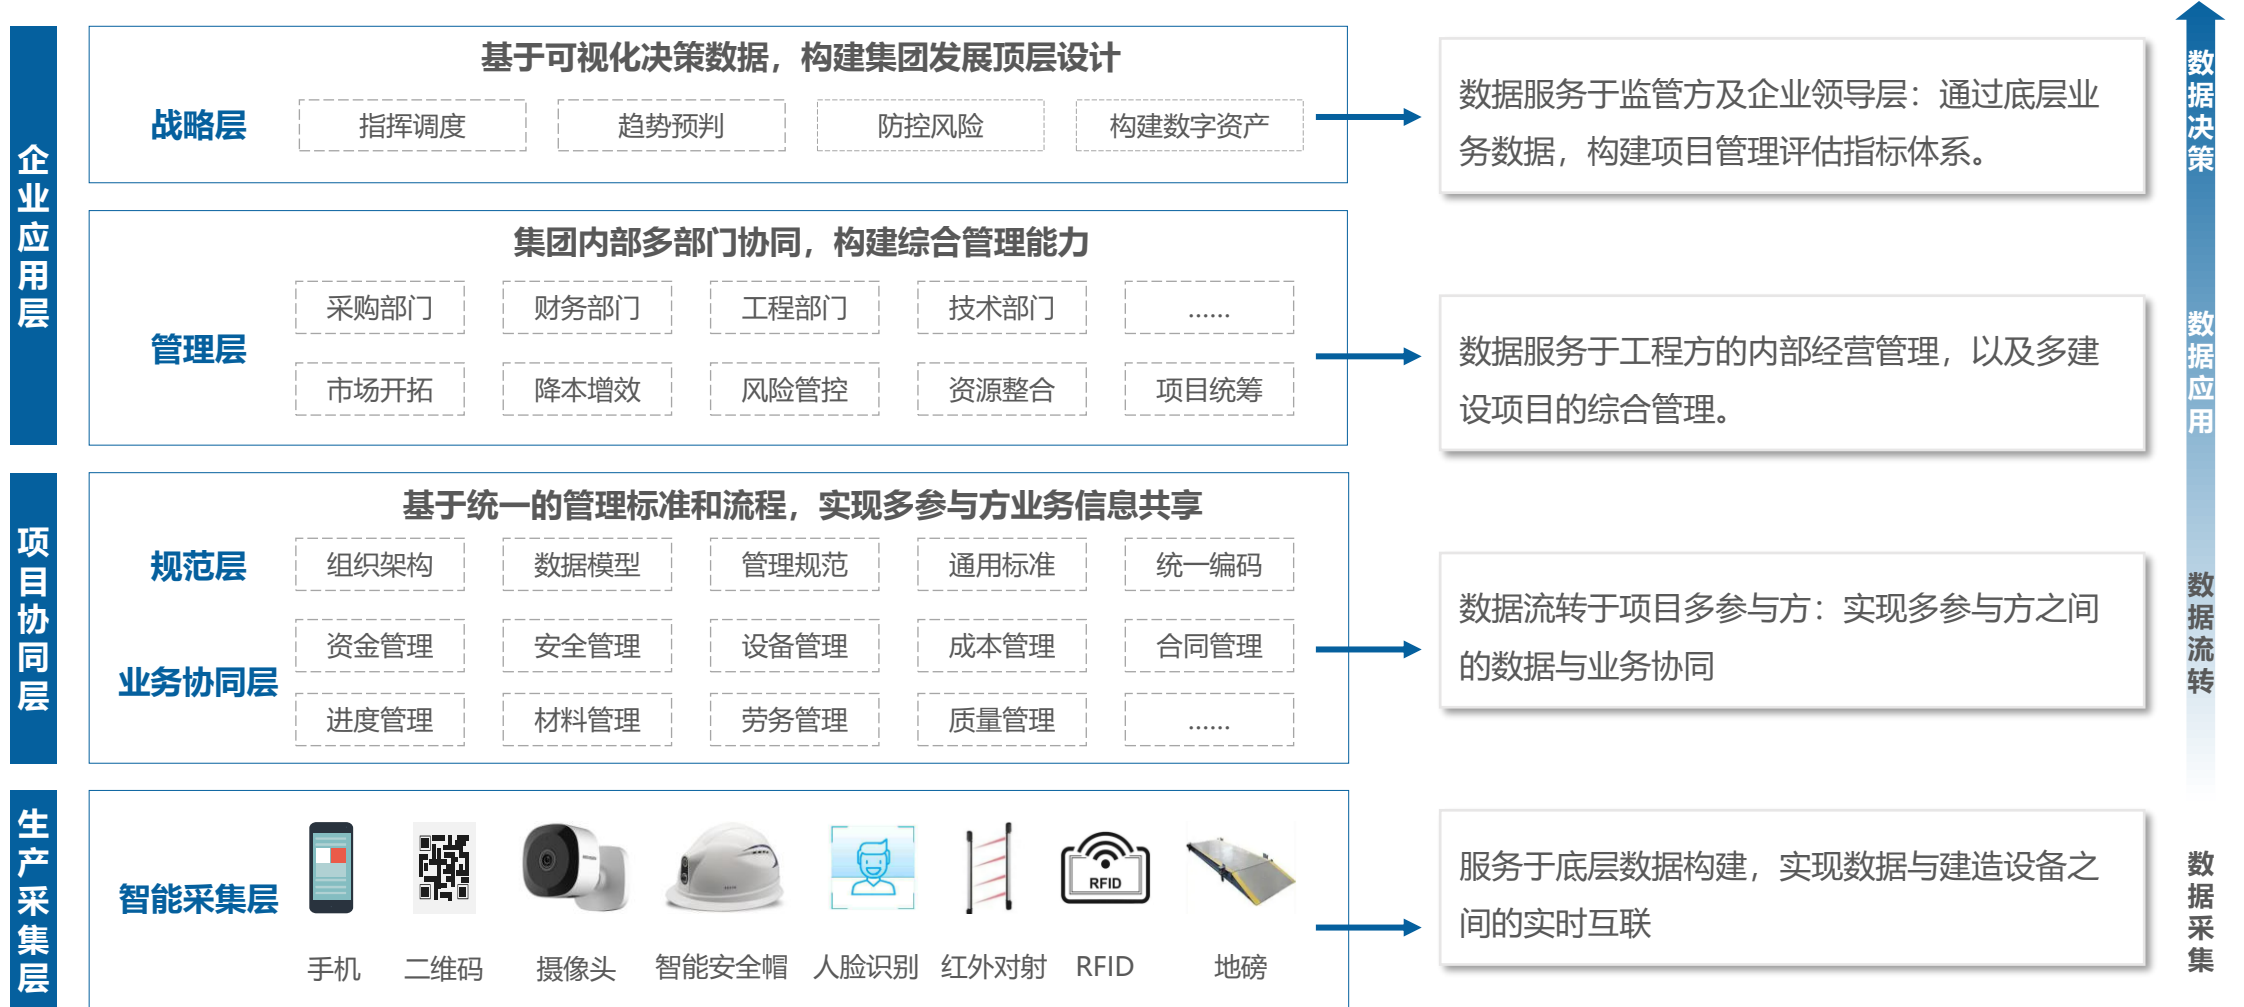 企业应用层
基于可视化决策数据，构建集团发展顶层设计
战略层
指挥调度 趋势预判 防控风险 构建数字资产
数据服务于监管方及企业领导层：通过底层业
务数据，构建项目管理评估指标体系。
数据决策
集团内部多部门协同，构建综合管理能力
管理层
采购部门 财务部门 工程部门 技术部门 ......
市场开拓 降本增效 风险管控 资源整合 项目统筹
数据服务于工程方的内部经营管理，以及多建
设项目的综合管理。
数据应用
项目协同层
基于统一的管理标准和流程，实现多参与方业务信息共享
规范层
组织架构 数据模型 管理规范 通用标准 统一编码
业务协同层
资金管理 安全管理 设备管理 成本管理 合同管理
进度管理 材料管理 劳务管理 质量管理 ......
数据流转于项目多参与方：实现多参与方之间
的数据与业务协同
数据流转
生产采集层
智能采集层
RFID
手机 二维码 摄像头 智能安全帽 人脸识别 红外对射 RFID 地磅
服务于底层数据构建，实现数据与建造设备之
间的实时互联
数据采集